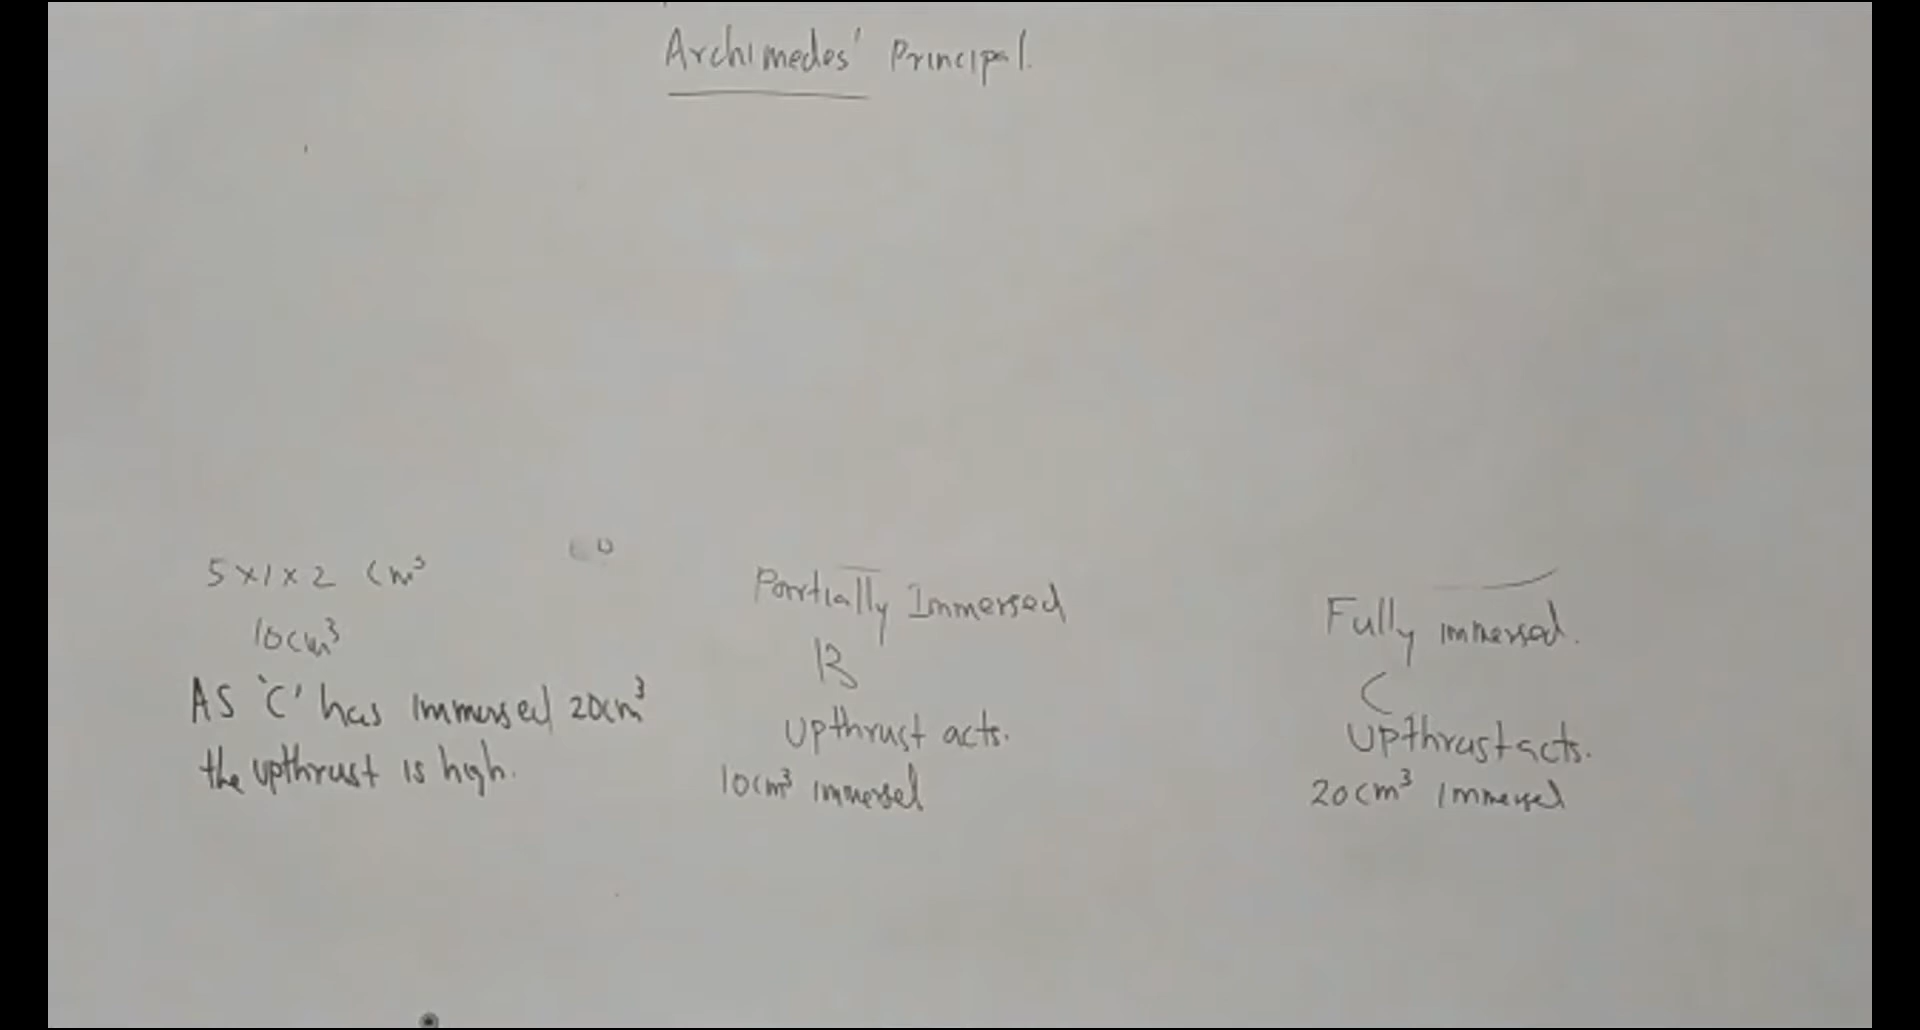 Archimedes' Principal.
5 x 1 x 2 cm³
10cm³
As 'C' has immersed 20cm³
the upthrust is high.
Partially Immersed
B
Upthrust acts.
10cm³ immersed
Fully immersed.
C
Upthrust acts.
20cm³ Immersed